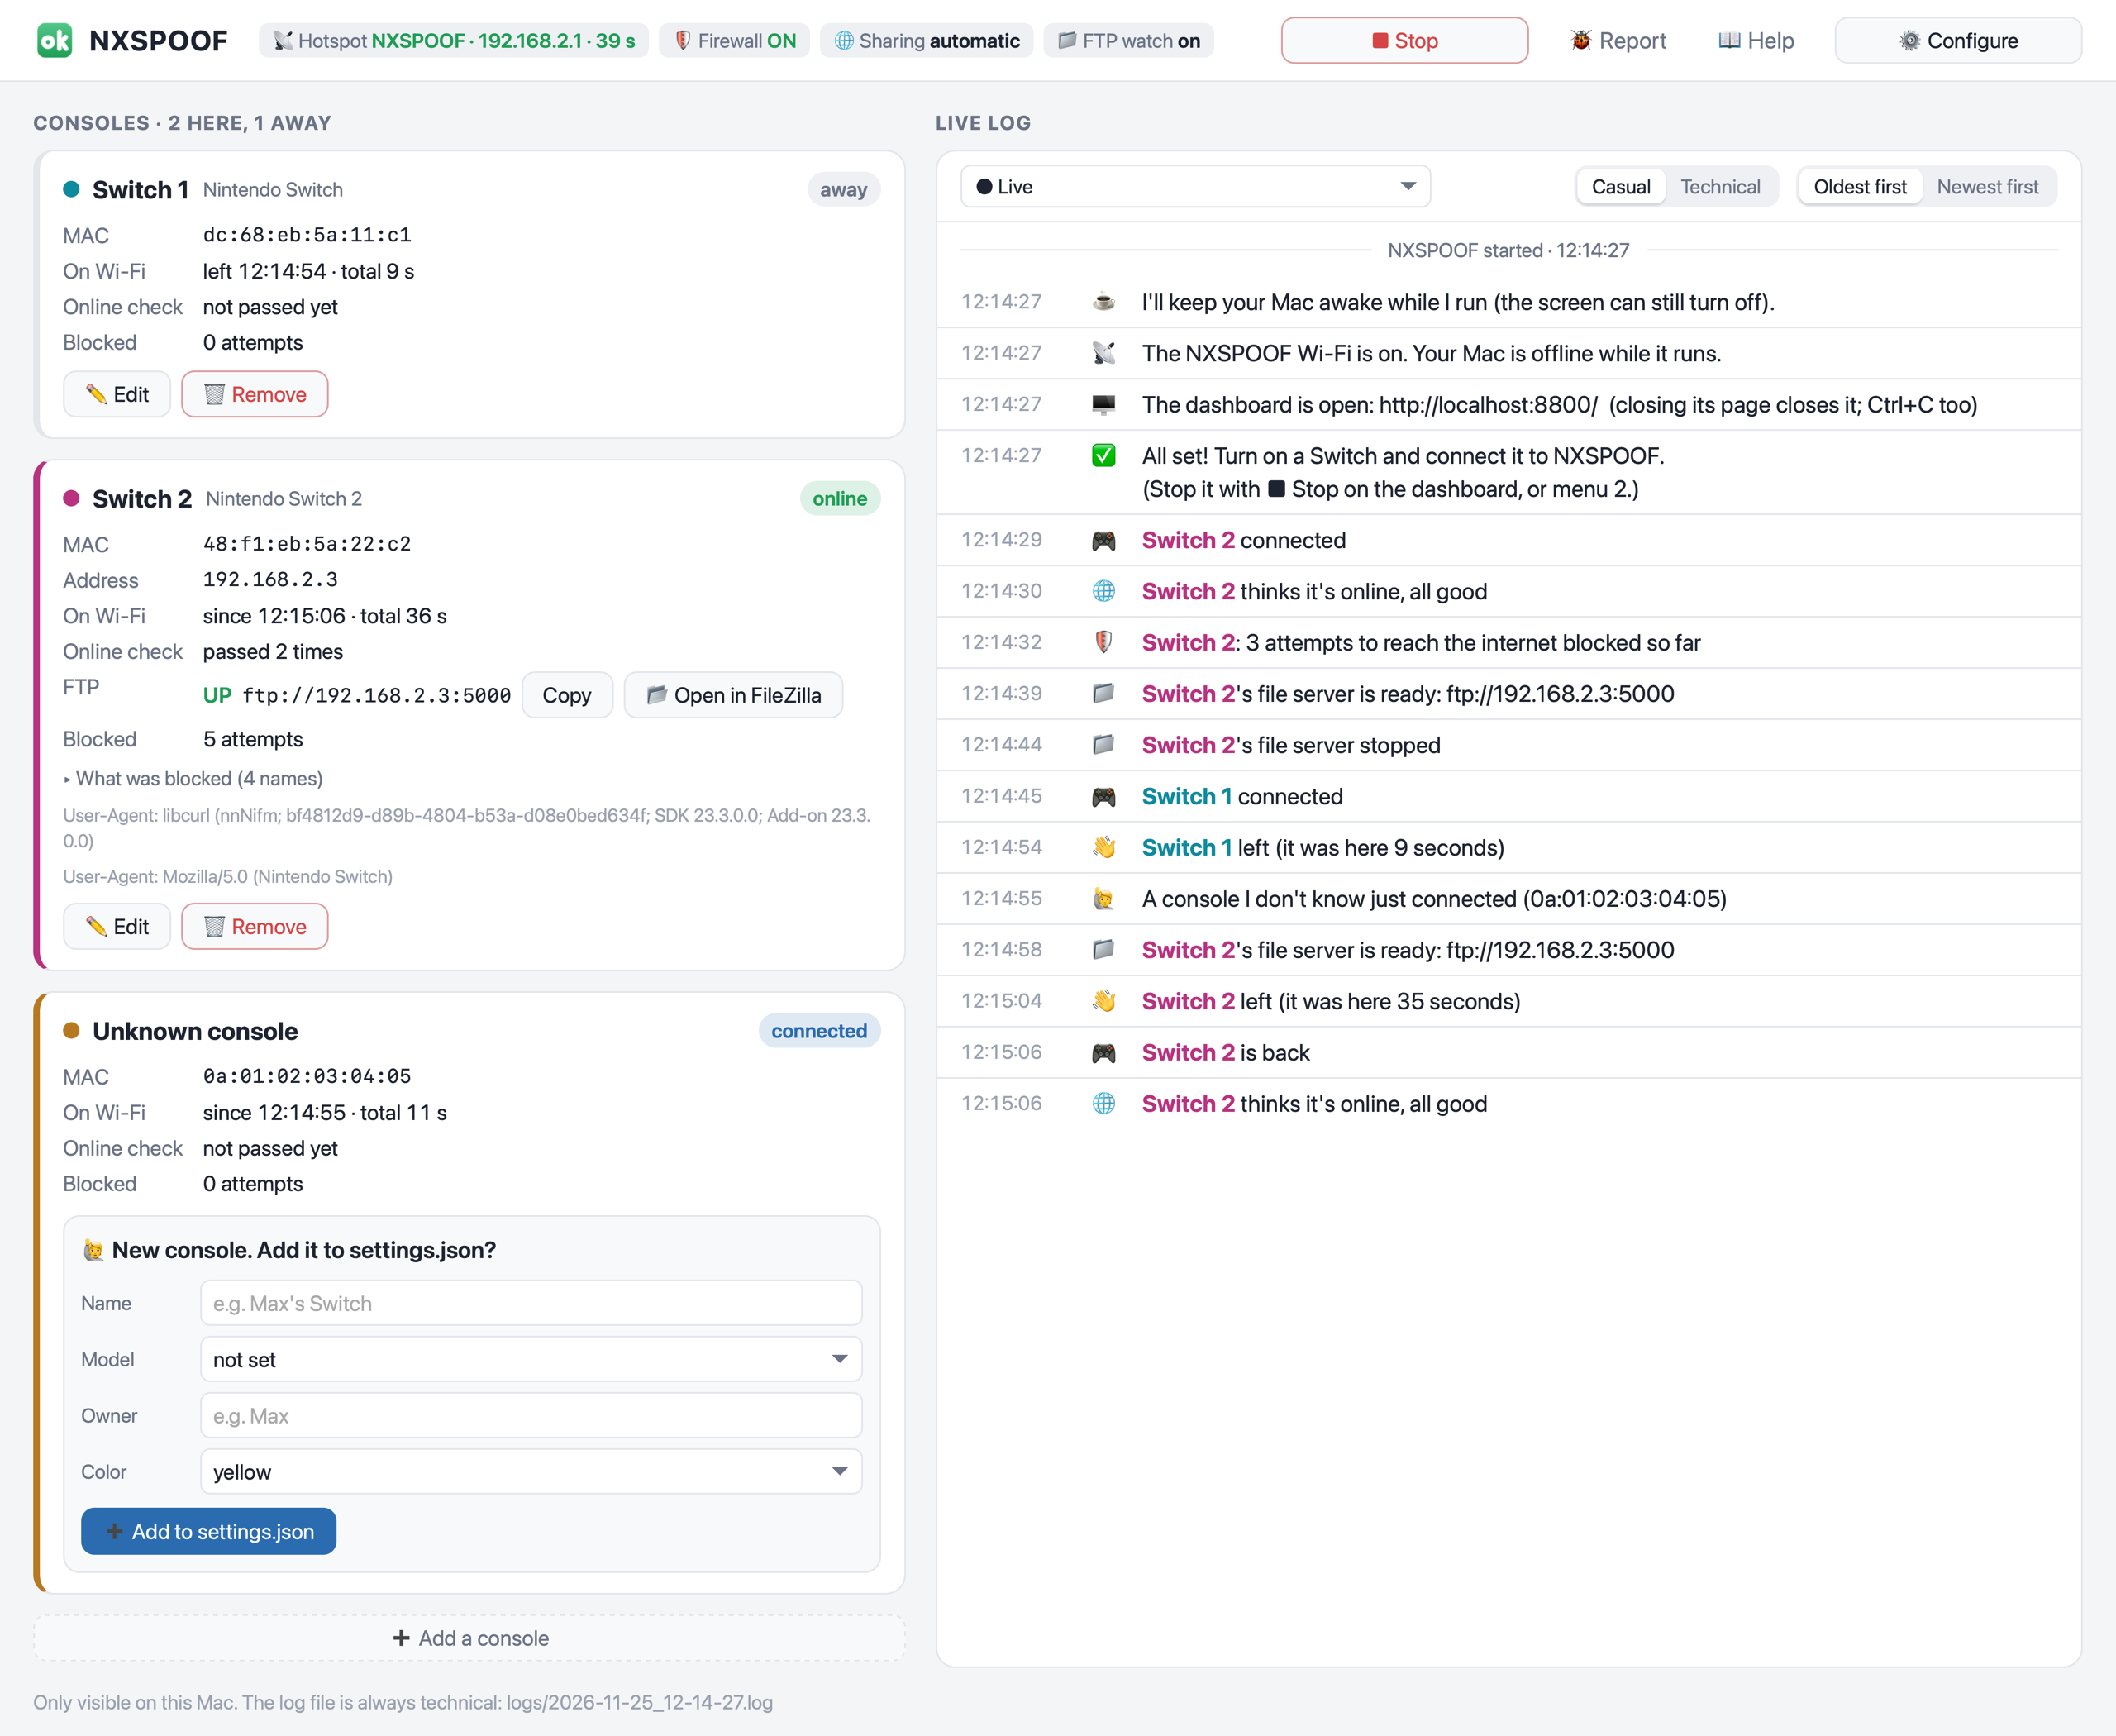 ok NXSPOOF
Hotspot NXSPOOF · 192.168.2.1 · 39 s
Firewall ON
Sharing automatic
FTP watch on
Stop
Report
Help
Configure
CONSOLES · 2 HERE, 1 AWAY
Switch 1 Nintendo Switch away
MAC dc:68:eb:5a:11:c1
On Wi-Fi left 12:14:54 · total 9 s
Online check not passed yet
Blocked 0 attempts
Edit Remove
Switch 2 Nintendo Switch 2 online
MAC 48:f1:eb:5a:22:c2
Address 192.168.2.3
On Wi-Fi since 12:15:06 · total 36 s
Online check passed 2 times
FTP UP ftp://192.168.2.3:5000 Copy Open in FileZilla
Blocked 5 attempts
▸ What was blocked (4 names)
User-Agent: libcurl (nnNifm; bf4812d9-d89b-4804-b53a-d08e0bed634f; SDK 23.3.0.0; Add-on 23.3.
0.0)
User-Agent: Mozilla/5.0 (Nintendo Switch)
Edit Remove
Unknown console connected
MAC 0a:01:02:03:04:05
On Wi-Fi since 12:14:55 · total 11 s
Online check not passed yet
Blocked 0 attempts
New console. Add it to settings.json?
Name e.g. Max's Switch
Model not set
Owner e.g. Max
Color yellow
Add to settings.json
Add a console
LIVE LOG
Live
Casual Technical
Oldest first Newest first
NXSPOOF started · 12:14:27
12:14:27 I'll keep your Mac awake while I run (the screen can still turn off).
12:14:27 The NXSPOOF Wi-Fi is on. Your Mac is offline while it runs.
12:14:27 The dashboard is open: http://localhost:8800/ (closing its page closes it; Ctrl+C too)
12:14:27 All set! Turn on a Switch and connect it to NXSPOOF.
(Stop it with ■ Stop on the dashboard, or menu 2.)
12:14:29 Switch 2 connected
12:14:30 Switch 2 thinks it's online, all good
12:14:32 Switch 2: 3 attempts to reach the internet blocked so far
12:14:39 Switch 2's file server is ready: ftp://192.168.2.3:5000
12:14:44 Switch 2's file server stopped
12:14:45 Switch 1 connected
12:14:54 Switch 1 left (it was here 9 seconds)
12:14:55 A console I don't know just connected (0a:01:02:03:04:05)
12:14:58 Switch 2's file server is ready: ftp://192.168.2.3:5000
12:15:04 Switch 2 left (it was here 35 seconds)
12:15:06 Switch 2 is back
12:15:06 Switch 2 thinks it's online, all good
Only visible on this Mac. The log file is always technical: logs/2026-11-25_12-14-27.log